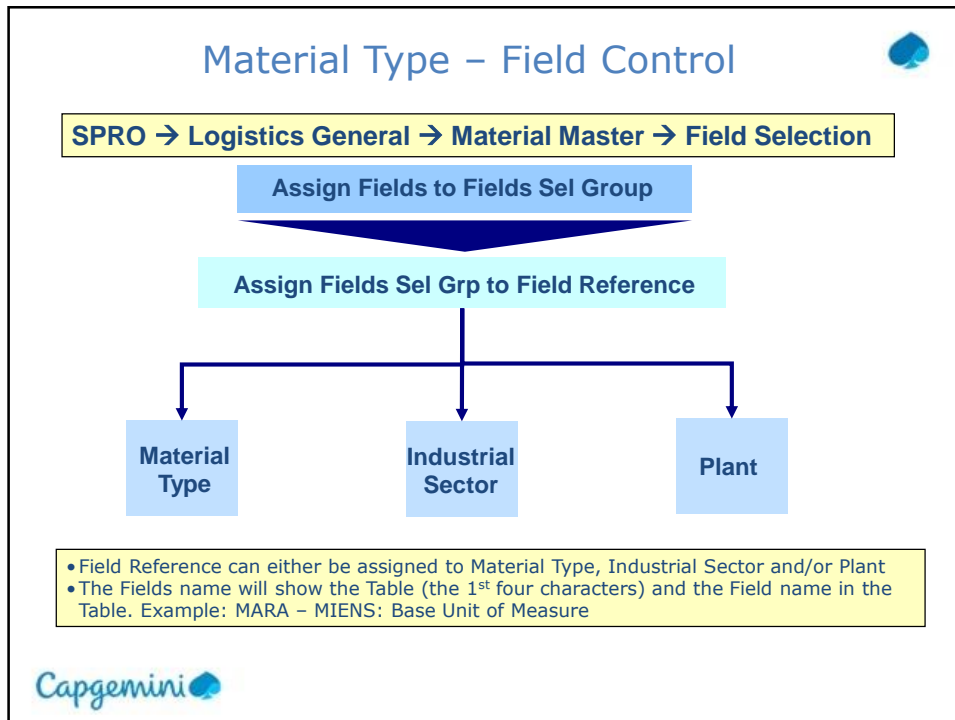 Material Type – Field Control
SPRO → Logistics General → Material Master → Field Selection
Assign Fields to Fields Sel Group
Assign Fields Sel Grp to Field Reference
Material
Type
Industrial
Sector
Plant
• Field Reference can either be assigned to Material Type, Industrial Sector and/or Plant
• The Fields name will show the Table (the 1st four characters) and the Field name in the
Table. Example: MARA – MIENS: Base Unit of Measure
Capgemini